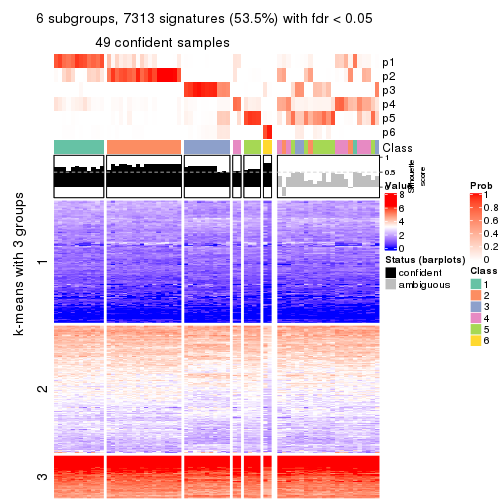 6 subgroups, 7313 signatures (53.5%) with fdr < 0.05
49 confident samples
p1
p2
p3
p4
p5
p6
Class
1
0.5
0
Silhouette
score
k-means with 3 groups
1
2
3
Value
8
6
4
2
0
Status (barplots)
confident
ambiguous
Prob
1
0.8
0.6
0.4
0.2
0
Class
1
2
3
4
5
6